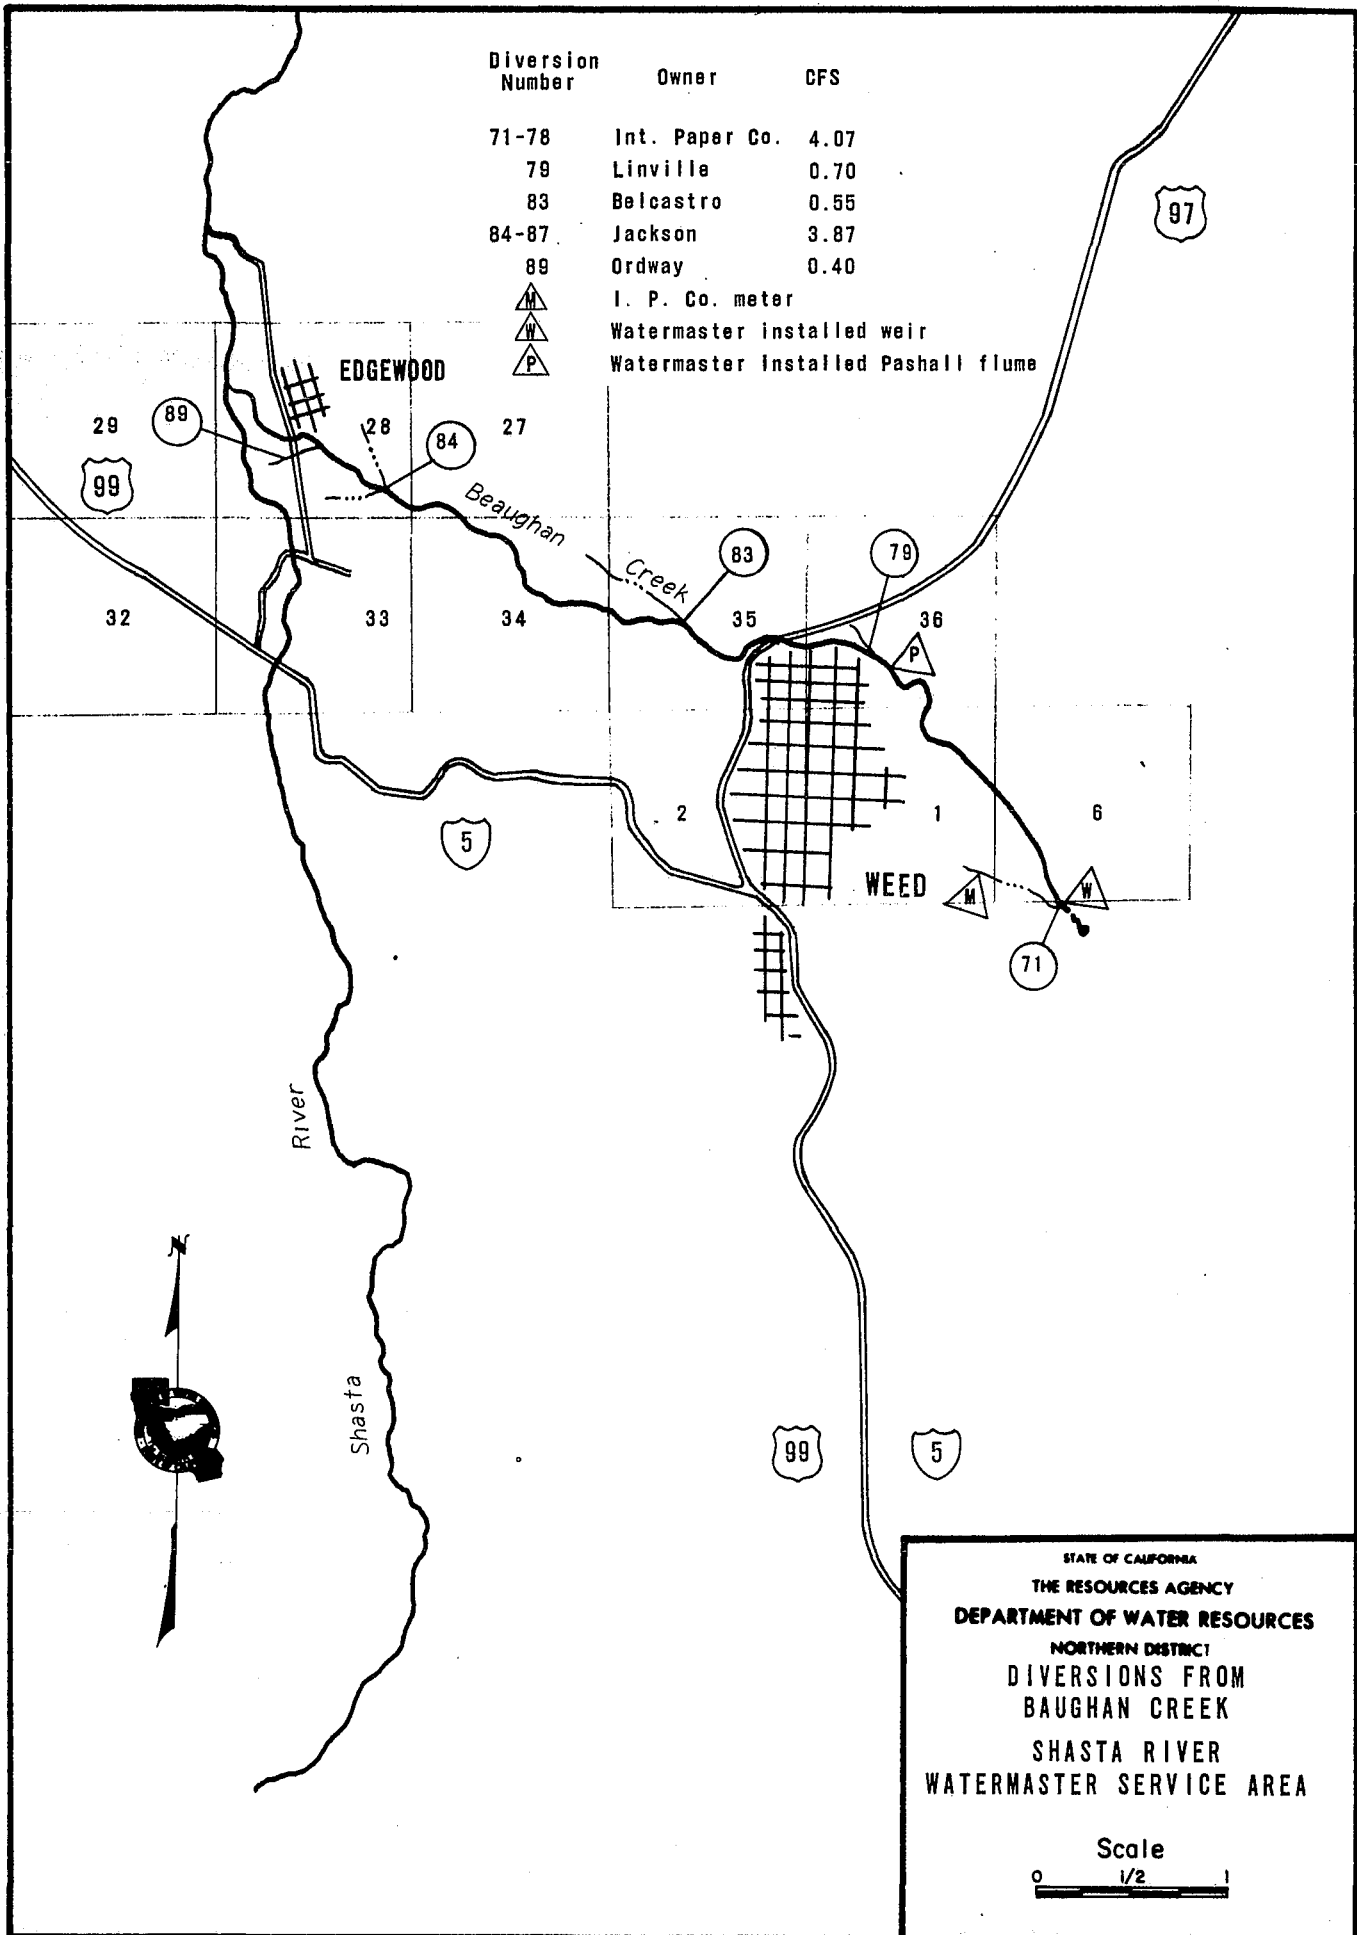 Diversion Number Owner CFS
71-78 Int. Paper Co. 4.07
79 Linville 0.70
83 Belcastro 0.55
84-87 Jackson 3.87
89 Ordway 0.40
M I. P. Co. meter
W Watermaster installed weir
P Watermaster installed Pashall flume
97
EDGEWOOD
29
89
28
84
27
99
Beaughan
Creek
83
79
32
33
34
35
36
P
5
2
1
6
WEED
M
W
71
River
N
Shasta
99
5
STATE OF CALIFORNIA
THE RESOURCES AGENCY
DEPARTMENT OF WATER RESOURCES
NORTHERN DISTRICT
DIVERSIONS FROM
BAUGHAN CREEK
SHASTA RIVER
WATERMASTER SERVICE AREA
Scale
0 1/2 1